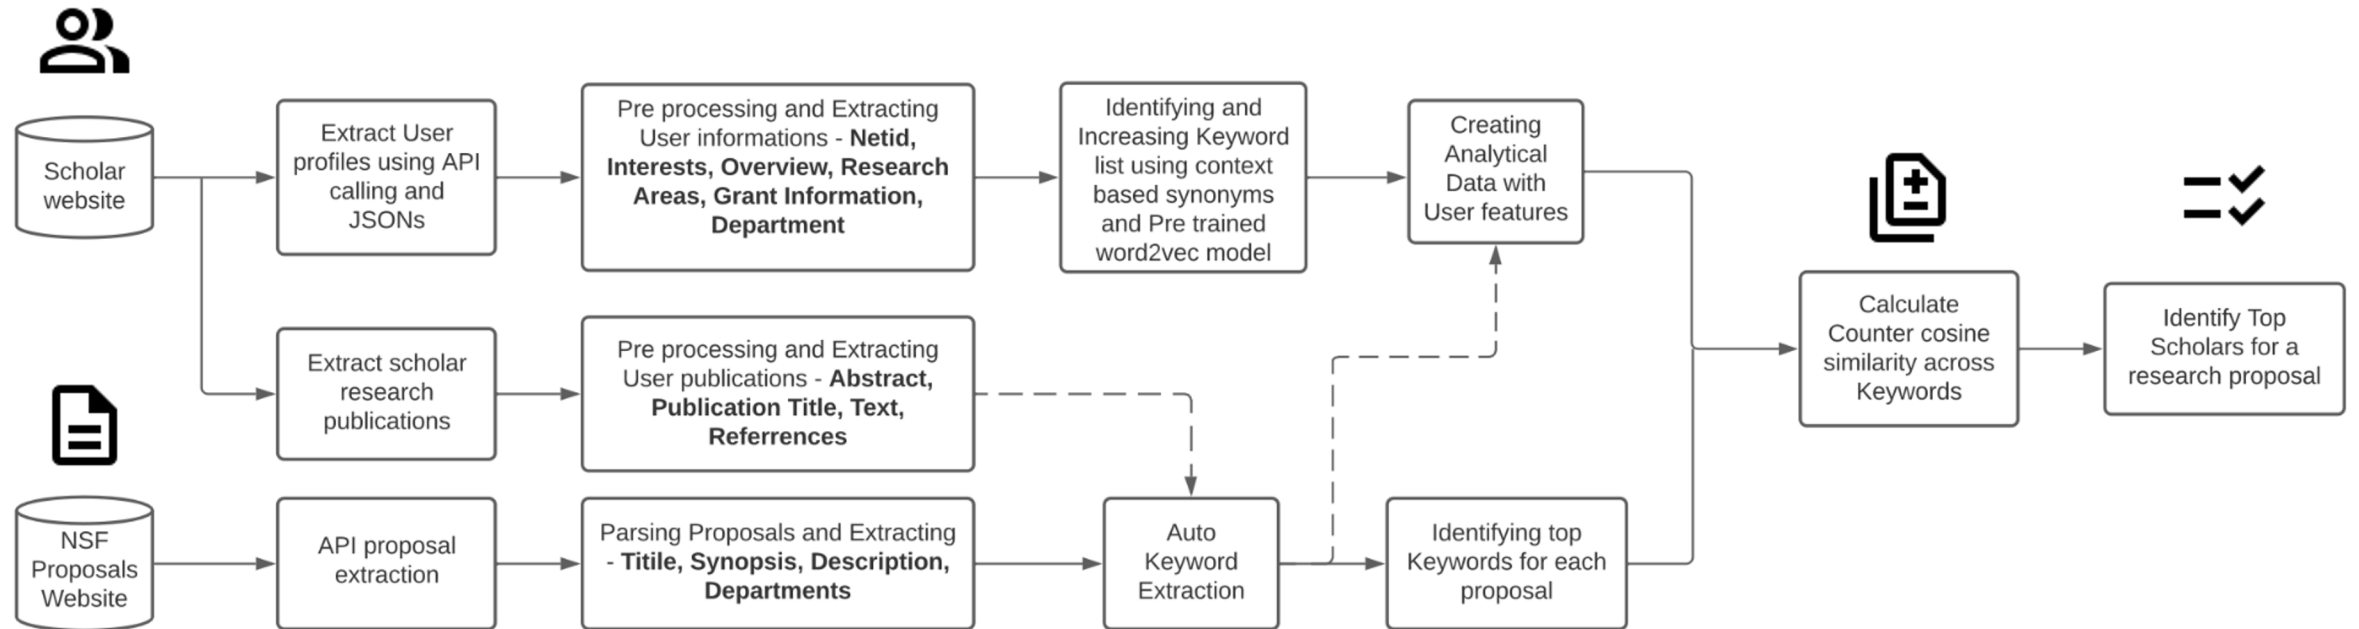 Scholar
website
Extract User
profiles using API
calling and
JSONs
Pre processing and Extracting
User informations - Netid,
Interests, Overview, Research
Areas, Grant Information,
Department
Identifying and
Increasing Keyword
list using context
based synonyms
and Pre trained
word2vec model
Creating
Analytical
Data with
User features
Extract scholar
research
publications
Pre processing and Extracting
User publications - Abstract,
Publication Title, Text,
Referrences
NSF
Proposals
Website
API proposal
extraction
Parsing Proposals and Extracting
- Titile, Synopsis, Description,
Departments
Auto
Keyword
Extraction
Identifying top
Keywords for each
proposal
Calculate
Counter cosine
similarity across
Keywords
Identify Top
Scholars for a
research proposal